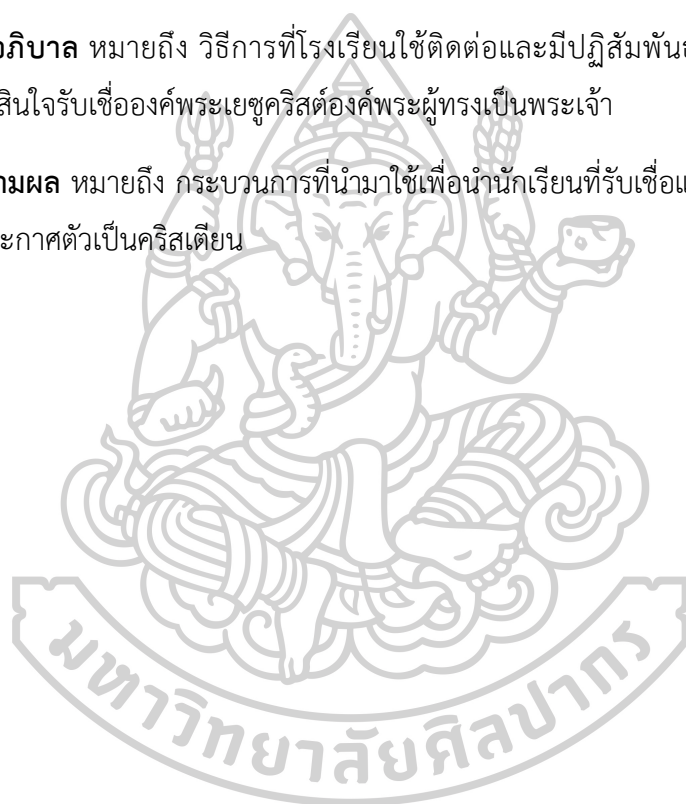 อภิบาล หมายถึง วิธีการที่โรงเรียนใช้ติดต่อและมีปฏิสัมพันธ
สินใจรับเชื่อองค์พระเยซูคริสต์องค์พระผู้ทรงเป็นพระเจ้า
ามผล หมายถึง กระบวนการที่นำมาใช้เพื่อนำนักเรียนที่รับเชื่อแ
ะกาศตัวเป็นคริสเตียน
มหาวิทยาลัยศิลปากร